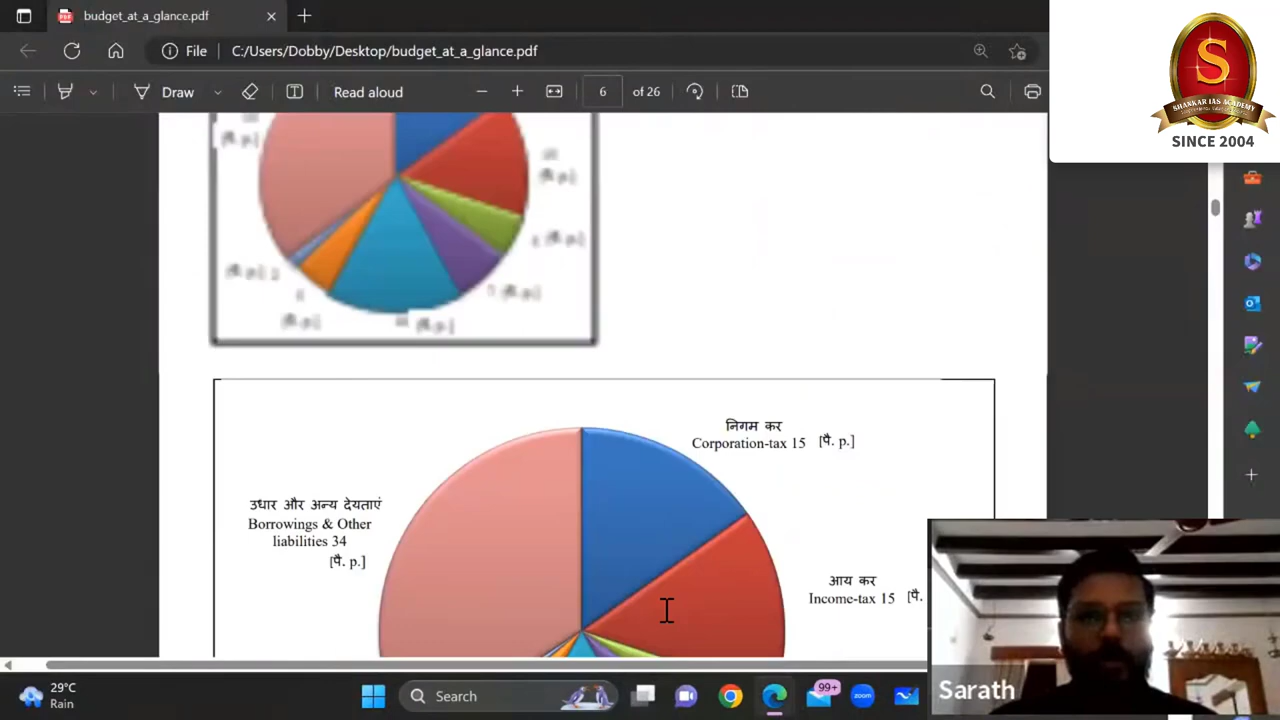 budget_at_a_glance.pdf
File
C:/Users/Dobby/Desktop/budget_at_a_glance.pdf
Draw
Read aloud
6
of 26
S
SHANKAR IAS ACADEMY
SINCE 2004
निगम कर
Corporation-tax 15 [पै. p.]
उधार और अन्य देयताएं
Borrowings & Other
liabilities 34
[पै. p.]
आय कर
Income-tax 15 [पै.
Sarath
29°C
Rain
Search
99+
zoom